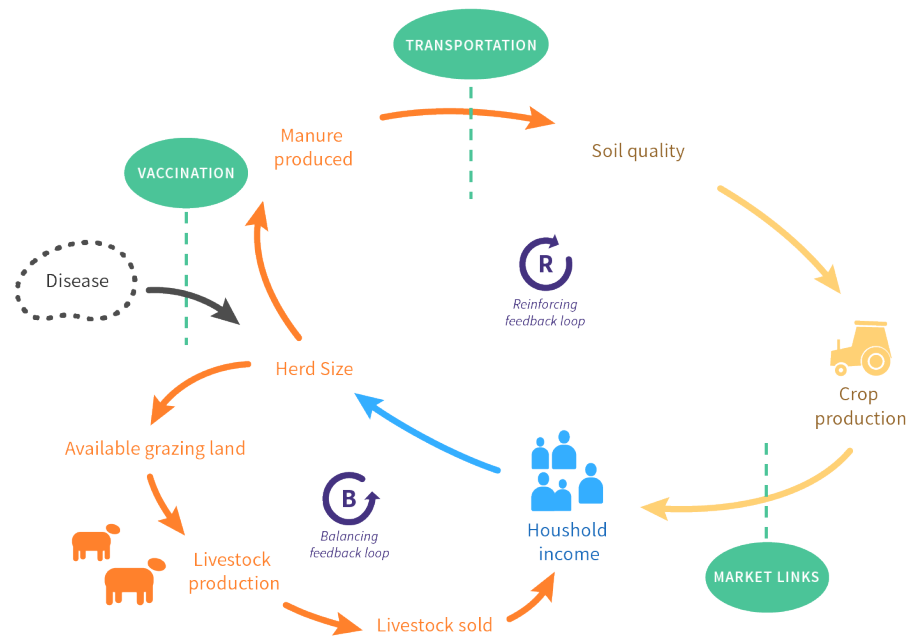 TRANSPORTATION
Manure
produced
Soil quality
VACCINATION
Disease
R
Reinforcing
feedback loop
Herd Size
Crop
production
Available grazing land
B
Balancing
feedback loop
Houshold
income
Livestock
production
MARKET LINKS
Livestock sold